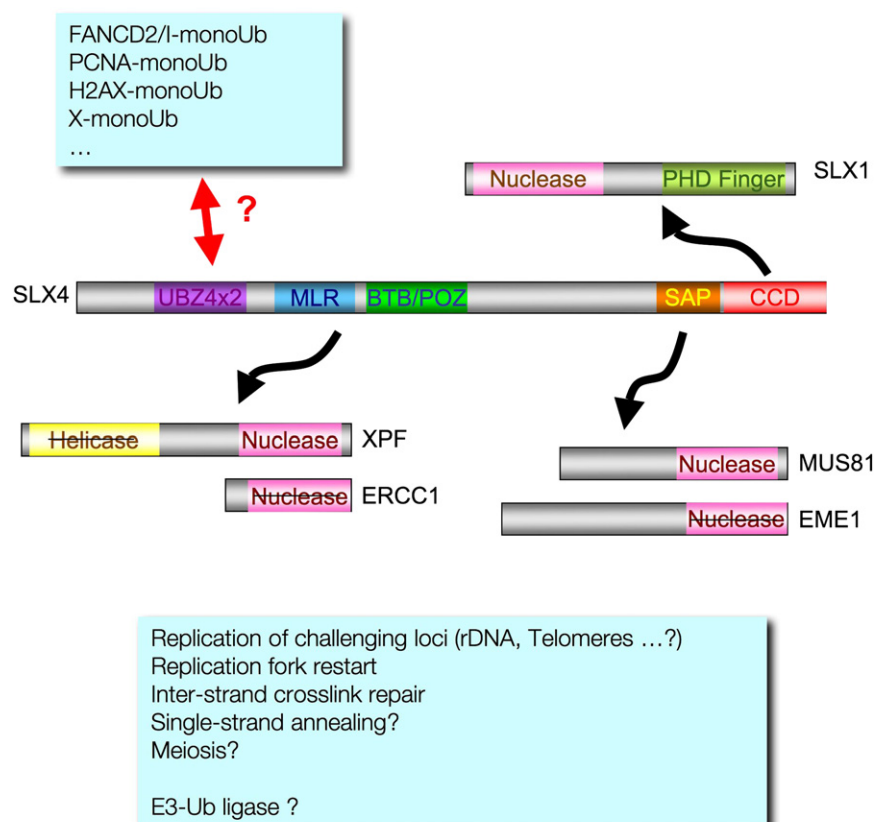 FANCD2/I-monoUb
PCNA-monoUb
H2AX-monoUb
X-monoUb
...
?
Nuclease PHD Finger SLX1
SLX4 UBZ4x2 MLR BTB/POZ SAP CCD
Helicase Nuclease XPF
Nuclease ERCC1
Nuclease MUS81
Nuclease EME1
Replication of challenging loci (rDNA, Telomeres ...?)
Replication fork restart
Inter-strand crosslink repair
Single-strand annealing?
Meiosis?
E3-Ub ligase ?